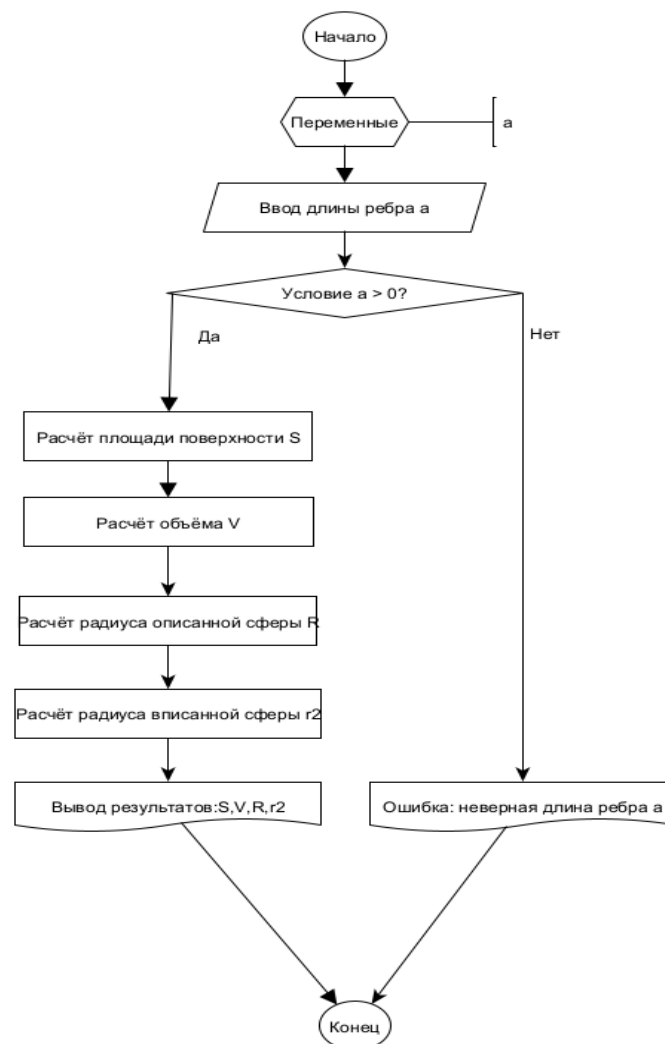 Начало
Переменные
a
Ввод длины ребра a
Условие a > 0?
Да
Нет
Расчёт площади поверхности S
Расчёт объёма V
Расчёт радиуса описанной сферы R
Расчёт радиуса вписанной сферы r2
Вывод результатов:S,V,R,r2
Ошибка: неверная длина ребра a
Конец